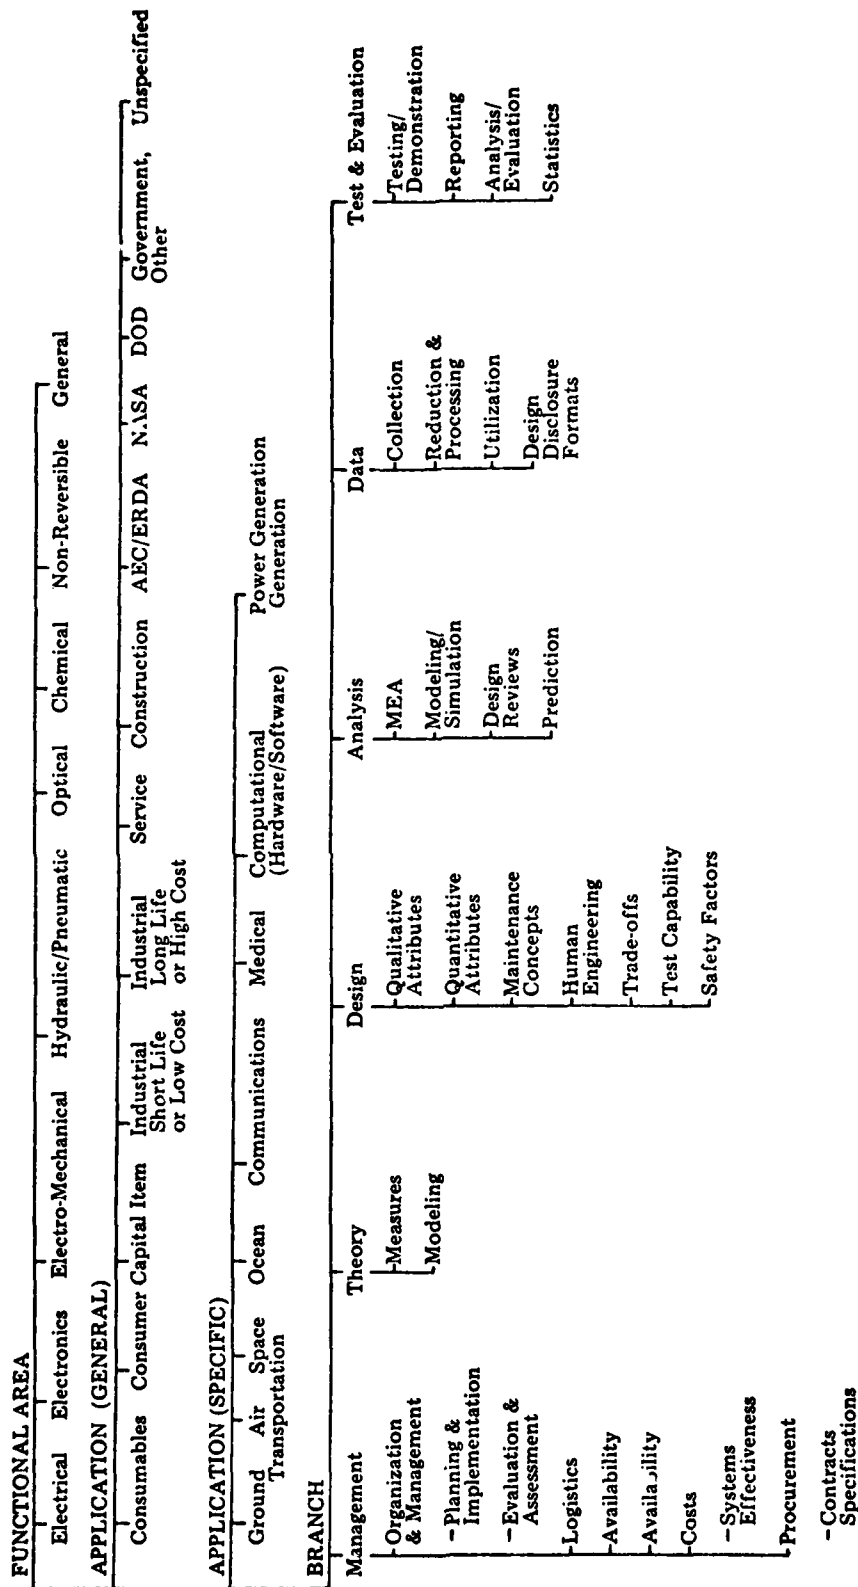 FUNCTIONAL AREA
Electrical Electronics Electro-Mechanical Hydraulic/Pneumatic Optical Chemical Non-Reversible General
APPLICATION (GENERAL)
Consumables Consumer Capital Item Industrial Service Construction AEC/ERDA NASA DOD Government, Unspecified
Short Life
or Low Cost
Industrial
Long Life
or High Cost
Other
APPLICATION (SPECIFIC)
Ground Air Space Ocean Communications Medical Computational Power Generation
Transportation
(Hardware/Software)
Generation
BRANCH
Management
Organization
& Management
Planning &
Implementation
Evaluation &
Assessment
Logistics
Availability
Costs
Systems
Effectiveness
Procurement
Contracts
Specifications
Theory
Measures
Modeling
Design
Qualitative
Attributes
Quantitative
Attributes
Maintenance
Concepts
Human
Engineering
Trade-offs
Test Capability
Safety Factors
Analysis
MEA
Modeling/
Simulation
Design
Reviews
Prediction
Data
Collection
Reduction &
Processing
Utilization
Design
Disclosure
Formats
Test & Evaluation
Testing/
Demonstration
Reporting
Analysis/
Evaluation
Statistics